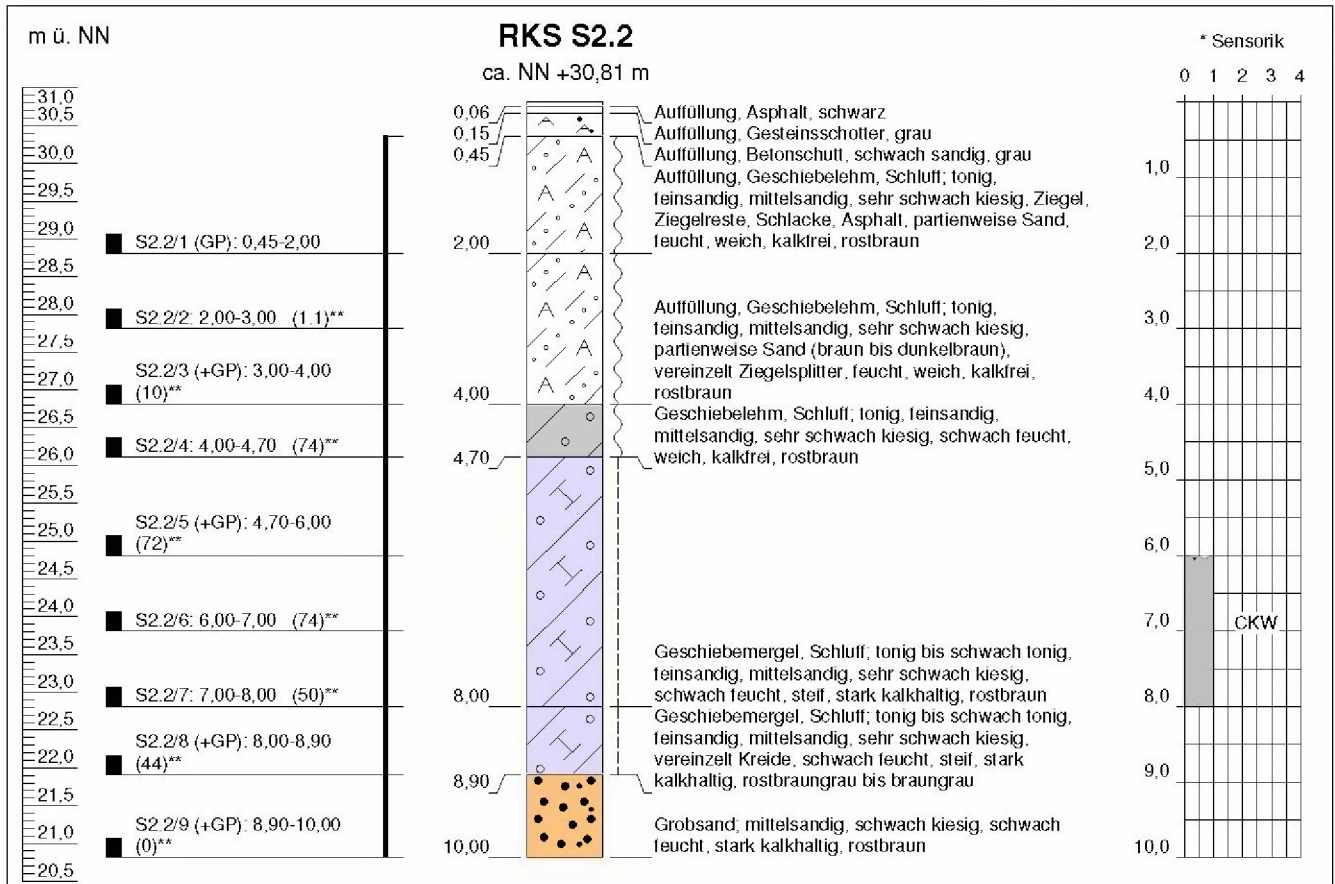 m ü. NN
RKS S2.2
ca. NN +30,81 m
* Sensorik
0 1 2 3 4
31,0
30,5
30,0
29,5
29,0
28,5
28,0
27,5
27,0
26,5
26,0
25,5
25,0
24,5
24,0
23,5
23,0
22,5
22,0
21,5
21,0
20,5
S2.2/1 (GP): 0,45-2,00
S2.2/2: 2,00-3,00 (1.1)**
S2.2/3 (+GP): 3,00-4,00
(10)**
S2.2/4: 4,00-4,70 (74)**
S2.2/5 (+GP): 4,70-6,00
(72)**
S2.2/6: 6,00-7,00 (74)**
S2.2/7: 7,00-8,00 (50)**
S2.2/8 (+GP): 8,00-8,90
(44)**
S2.2/9 (+GP): 8,90-10,00
(0)**
0,06
0,15
0,45
2,00
4,00
4,70
8,00
8,90
10,00
A A
A
A
A
A
A
A
A
Auffüllung, Asphalt, schwarz
Auffüllung, Gesteinsschotter, grau
Auffüllung, Betonschutt, schwach sandig, grau
Auffüllung, Geschiebelehm, Schluff; tonig,
feinsandig, mittelsandig, sehr schwach kiesig, Ziegel,
Ziegelreste, Schlacke, Asphalt, partienweise Sand,
feucht, weich, kalkfrei, rostbraun
Auffüllung, Geschiebelehm, Schluff; tonig,
feinsandig, mittelsandig, sehr schwach kiesig,
partienweise Sand (braun bis dunkelbraun),
vereinzelt Ziegelsplitter, feucht, weich, kalkfrei,
rostbraun
Geschiebelehm, Schluff; tonig, feinsandig,
mittelsandig, sehr schwach kiesig, schwach feucht,
weich, kalkfrei, rostbraun
Geschiebemergel, Schluff; tonig bis schwach tonig,
feinsandig, mittelsandig, sehr schwach kiesig,
schwach feucht, steif, stark kalkhaltig, rostbraun
Geschiebemergel, Schluff; tonig bis schwach tonig,
feinsandig, mittelsandig, sehr schwach kiesig,
vereinzelt Kreide, schwach feucht, steif, stark
kalkhaltig, rostbraungrau bis braungrau
Grobsand; mittelsandig, schwach kiesig, schwach
feucht, stark kalkhaltig, rostbraun
1,0
2,0
3,0
4,0
5,0
6,0
7,0
8,0
9,0
10,0
CKW